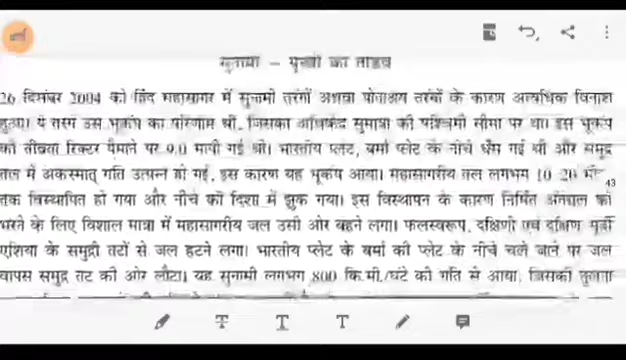 सुनामी – पृथ्वी का तांडव
26 दिसंबर 2004 को हिंद महासागर में सुनामी तरंगों अथवा पोताश्रय तरंगों के कारण अत्यधिक विनाश
हुआ। ये तरंगें उस भूकंप का परिणाम थीं, जिसका अधिकेंद्र सुमात्रा की पश्चिमी सीमा पर था। इस भूकंप
की तीव्रता रिक्टर पैमाने पर 9.0 मापी गई थी। भारतीय प्लेट, बर्मा प्लेट के नीचे धँस गई थी और समुद्र
तल में अकस्मात् गति उत्पन्न हो गई, इस कारण यह भूकंप आया। महासागरीय तल लगभग 10-20
43
तक विस्थापित हो गया और नीचे की दिशा में झुक गया। इस विस्थापन के कारण निर्मित अंतराल को
भरने के लिए विशाल मात्रा में महासागरीय जल उसी ओर बहने लगा। फलस्वरूप, दक्षिणी एवं दक्षिण पूर्वी
एशिया के समुद्री तटों से जल हटने लगा। भारतीय प्लेट के बर्मा की प्लेट के नीचे चले जाने पर जल
वापस समुद्र तट की ओर लौटा। यह सुनामी लगभग 800 कि.मी./घंटे की गति से आया, जिसकी तुलना